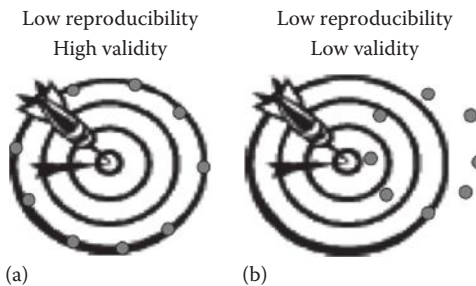 Low reproducibility
High validity
Low reproducibility
Low validity
(a)
(b)